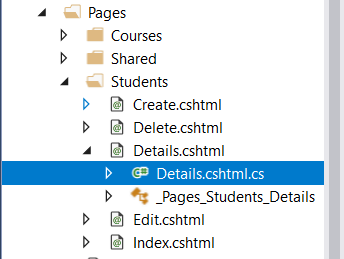 Pages
Courses
Shared
Students
Create.cshtml
Delete.cshtml
Details.cshtml
Details.cshtml.cs
_Pages_Students_Details
Edit.cshtml
Index.cshtml